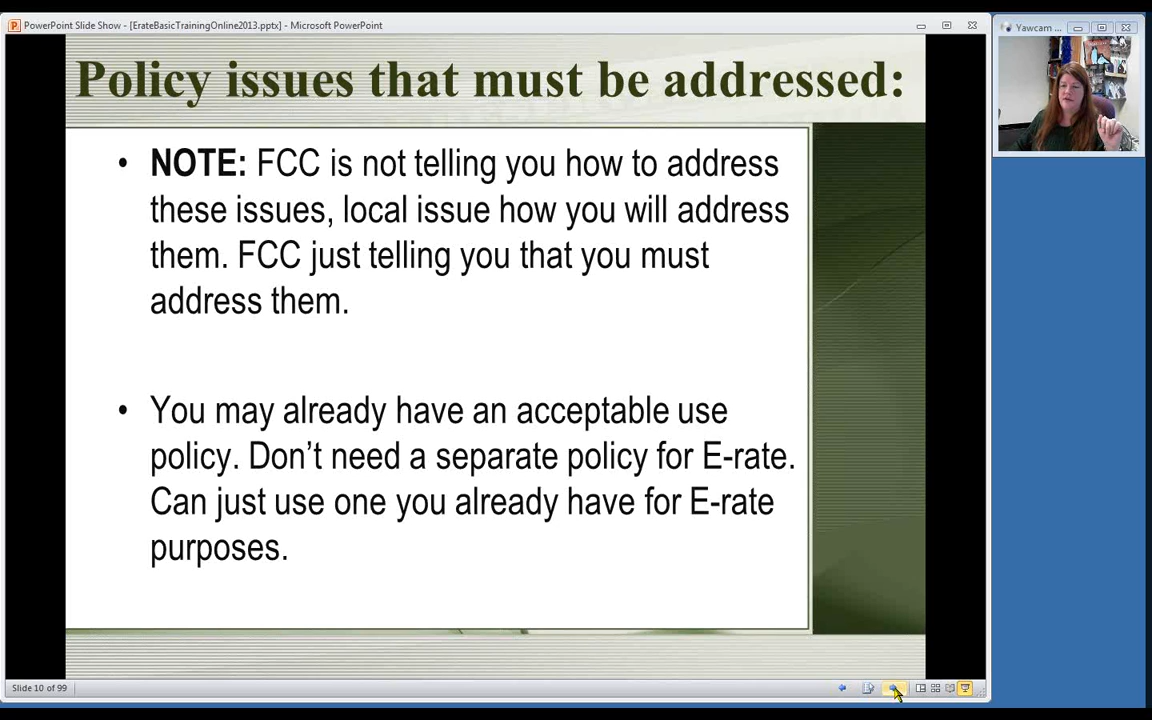 PowerPoint Slide Show - [ErateBasicTrainingOnline2013.pptx] - Microsoft PowerPoint
Yawcam ...
Policy issues that must be addressed:
• NOTE: FCC is not telling you how to address
these issues, local issue how you will address
them. FCC just telling you that you must
address them.
• You may already have an acceptable use
policy. Don’t need a separate policy for E-rate.
Can just use one you already have for E-rate
purposes.
Slide 10 of 99